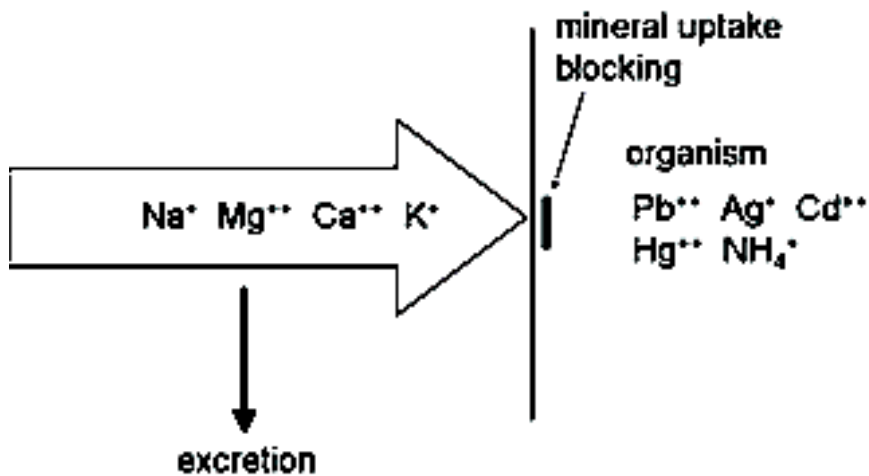 mineral uptake
blocking
organism
Na⁺ Mg⁺⁺ Ca⁺⁺ K⁺
Pb⁺⁺ Ag⁺ Cd⁺⁺
Hg⁺⁺ NH₄⁺
excretion